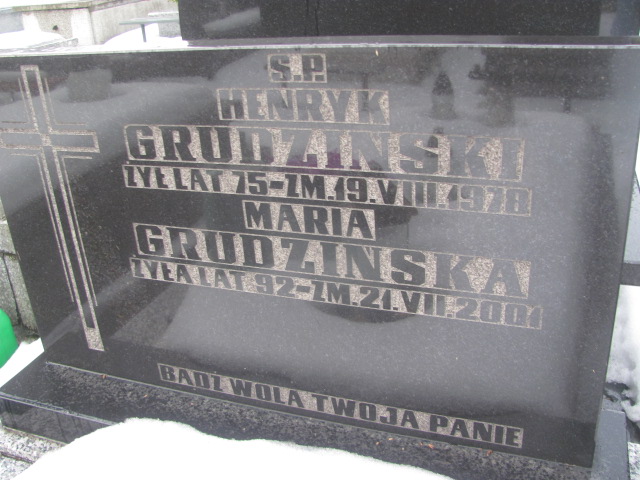 Ś.P.
HENRYK
GRUDZIŃSKI
ŻYŁ LAT 75-ZM.19.VIII.1978
MARIA
GRUDZIŃSKA
ŻYŁA LAT 92-ZM.21.VII.2001
BĄDŹ WOLA TWOJA PANIE